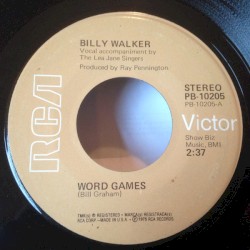 BILLY WALKER
Vocal accompaniment by
The Lea Jane Singers
Produced by Ray Pennington
STEREO
PB-10205
PB-10205-A
RCA
Victor
Show Biz
Music, BMI
2:37
WORD GAMES
(Bill Graham)